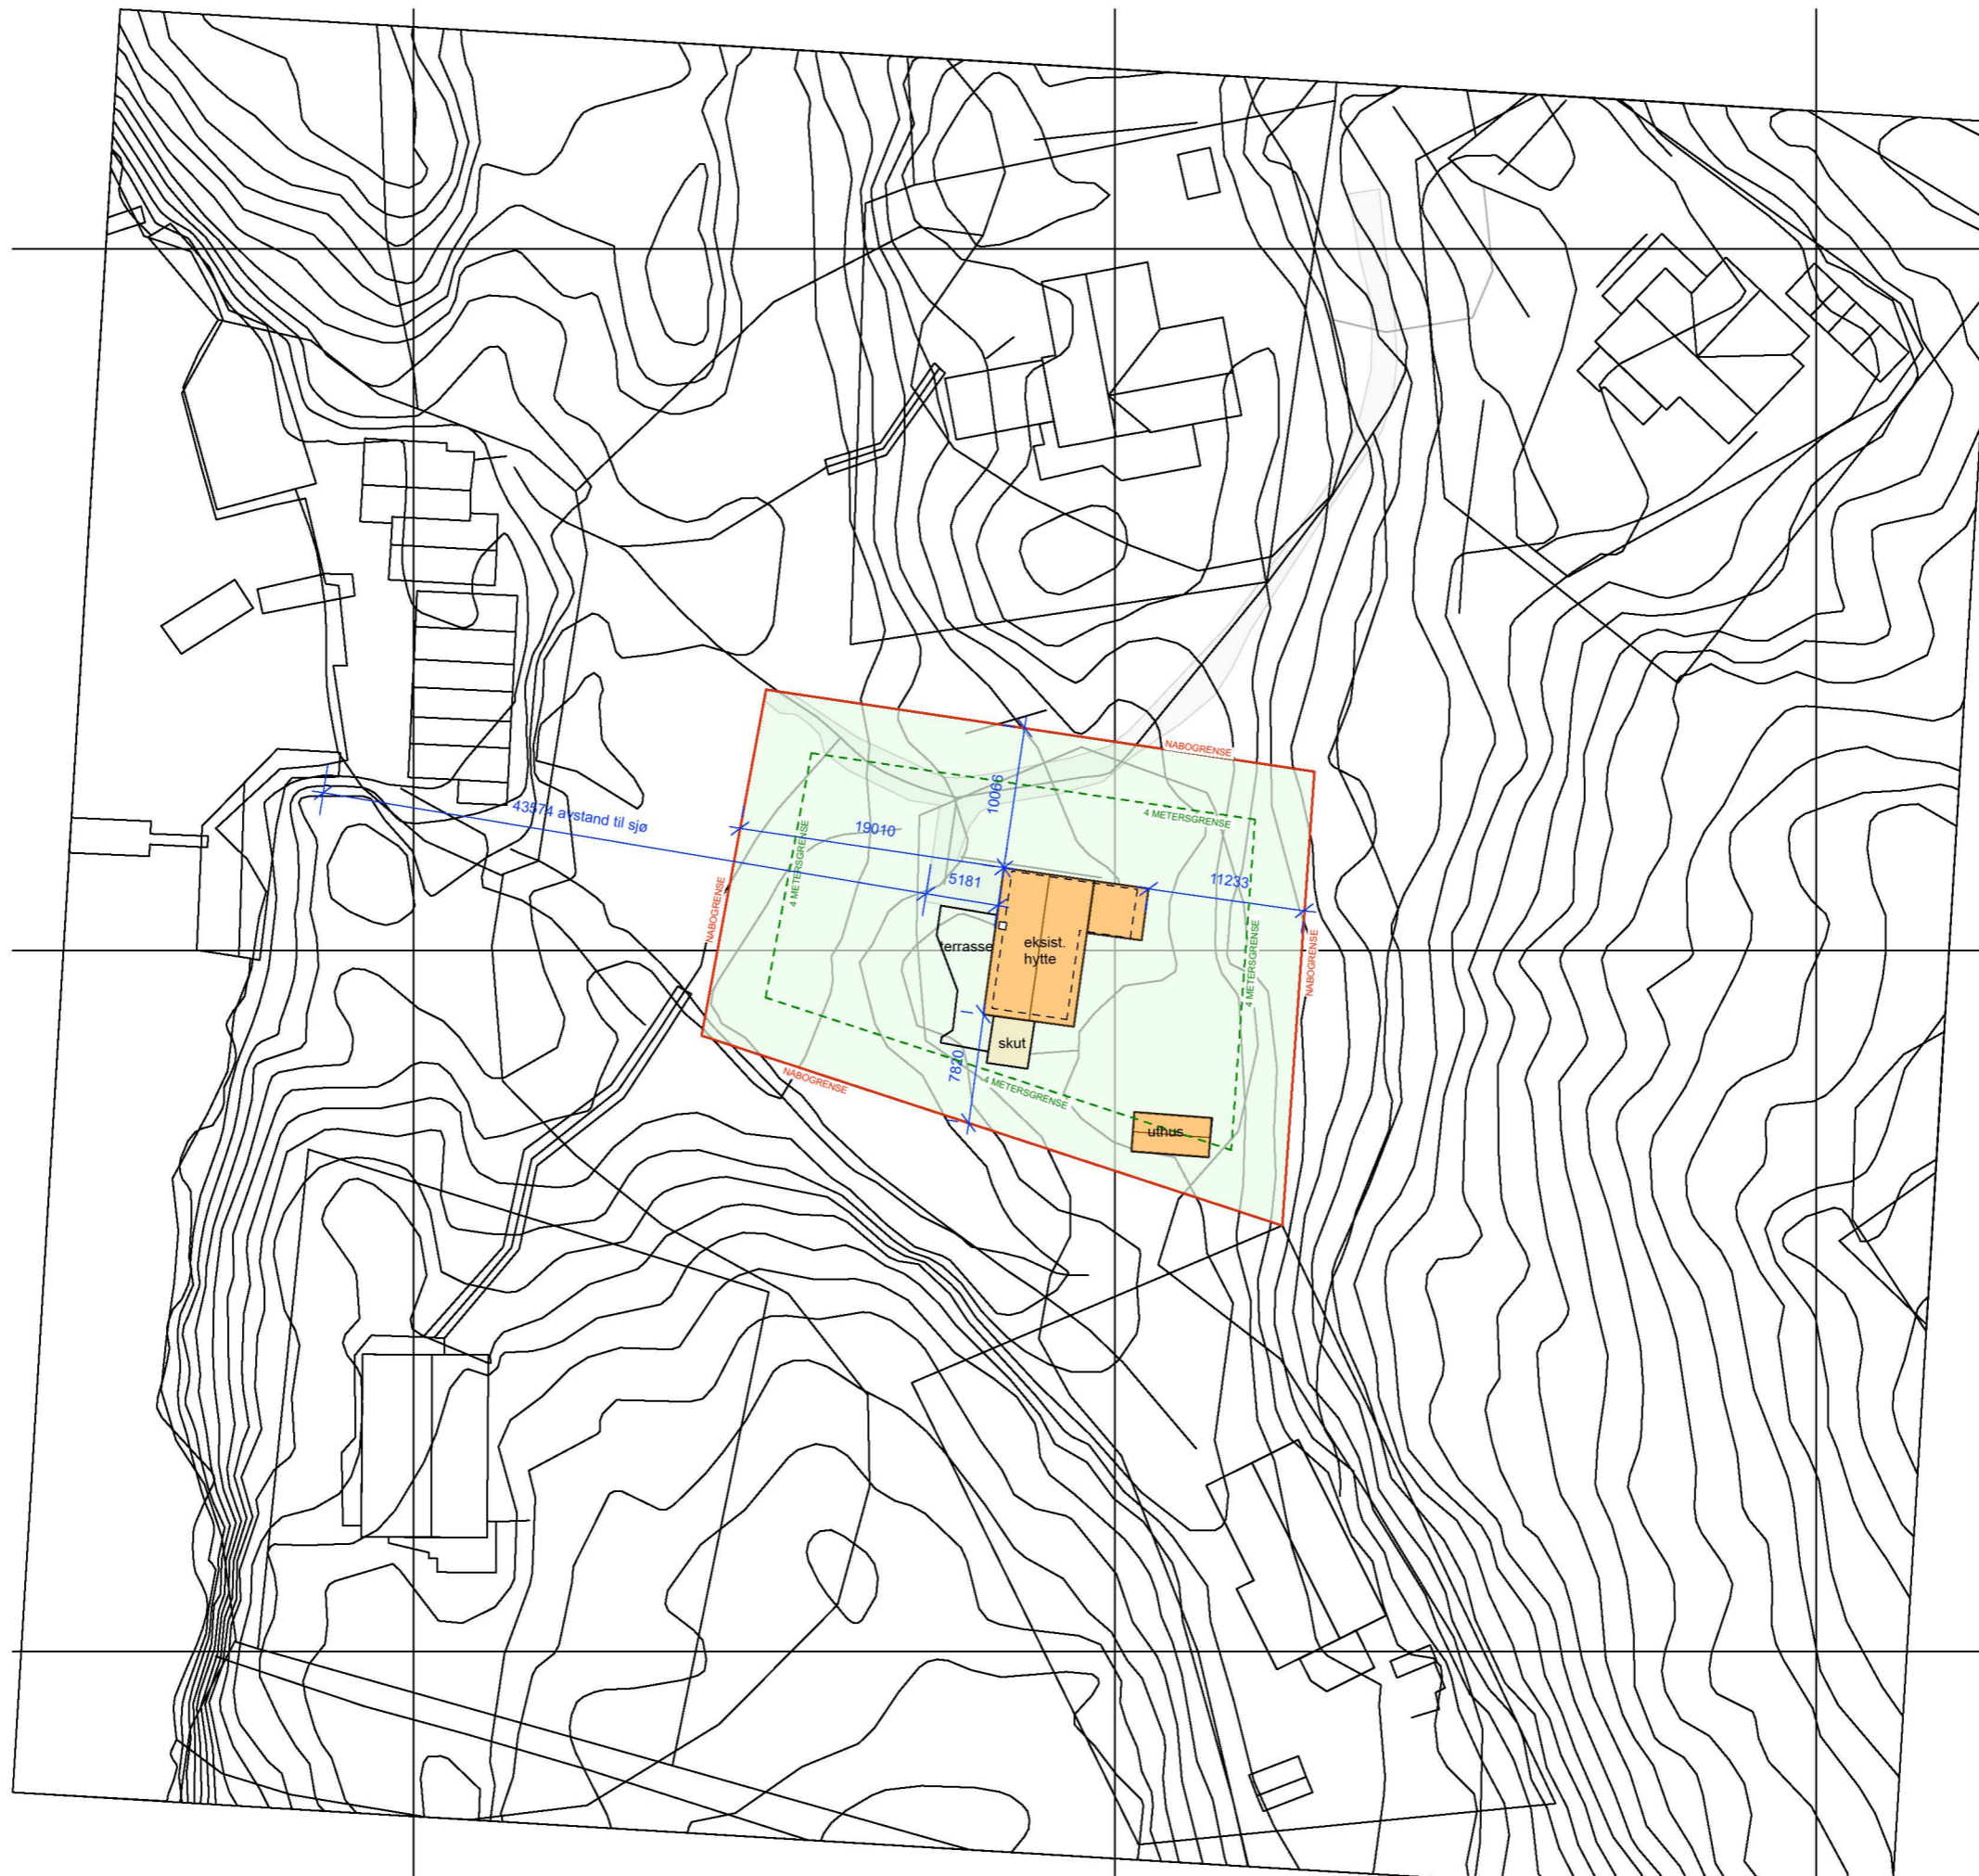 NABOGRENSE
10066
4 METERSGRENSE
43574 avstand til sjø
19010
4 METERSGRENSE
5181
11233
NABOGRENSE
terrasse
eksist.
hytte
4 METERSGRENSE
NABOGRENSE
skut
7820
NABOGRENSE
4 METERSGRENSE
uthus